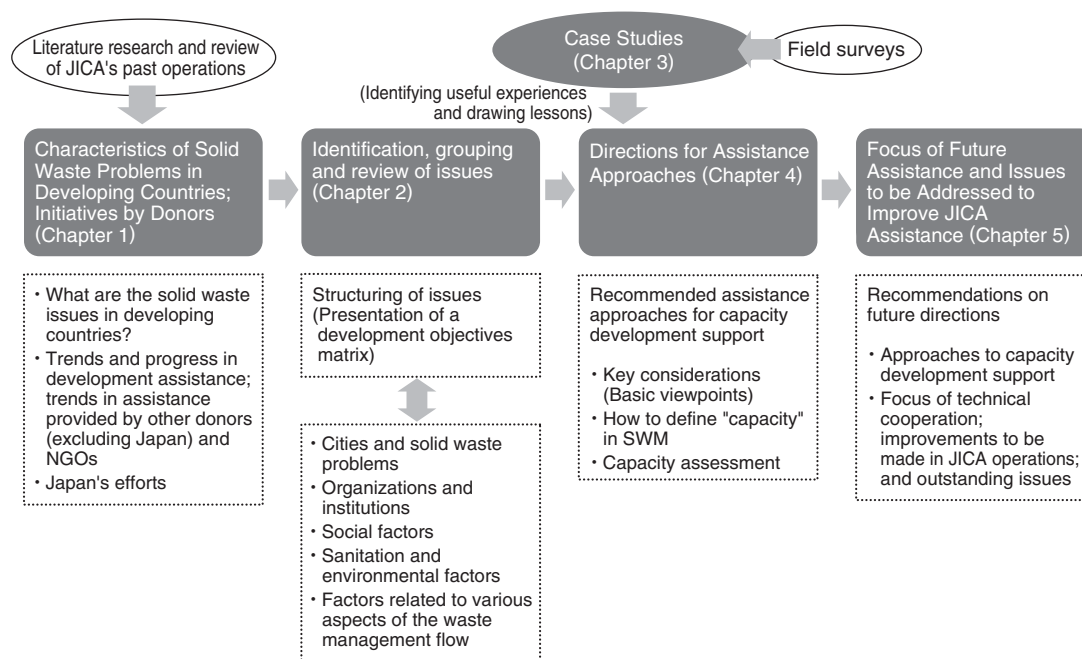 Literature research and review
of JICA's past operations
Case Studies
(Chapter 3)
Field surveys
(Identifying useful experiences
and drawing lessons)
Characteristics of Solid
Waste Problems in
Developing Countries;
Initiatives by Donors
(Chapter 1)
Identification, grouping
and review of issues
(Chapter 2)
Directions for Assistance
Approaches (Chapter 4)
Focus of Future
Assistance and Issues
to be Addressed to
Improve JICA
Assistance (Chapter 5)
・What are the solid waste
issues in developing
countries?
・Trends and progress in
development assistance;
trends in assistance
provided by other donors
(excluding Japan) and
NGOs
・Japan's efforts
Structuring of issues
(Presentation of a
development objectives
matrix)
・Cities and solid waste
problems
・Organizations and
institutions
・Social factors
・Sanitation and
environmental factors
・Factors related to various
aspects of the waste
management flow
Recommended assistance
approaches for capacity
development support
・Key considerations
(Basic viewpoints)
・How to define "capacity"
in SWM
・Capacity assessment
Recommendations on
future directions
・Approaches to capacity
development support
・Focus of technical
cooperation;
improvements to be
made in JICA operations;
and outstanding issues